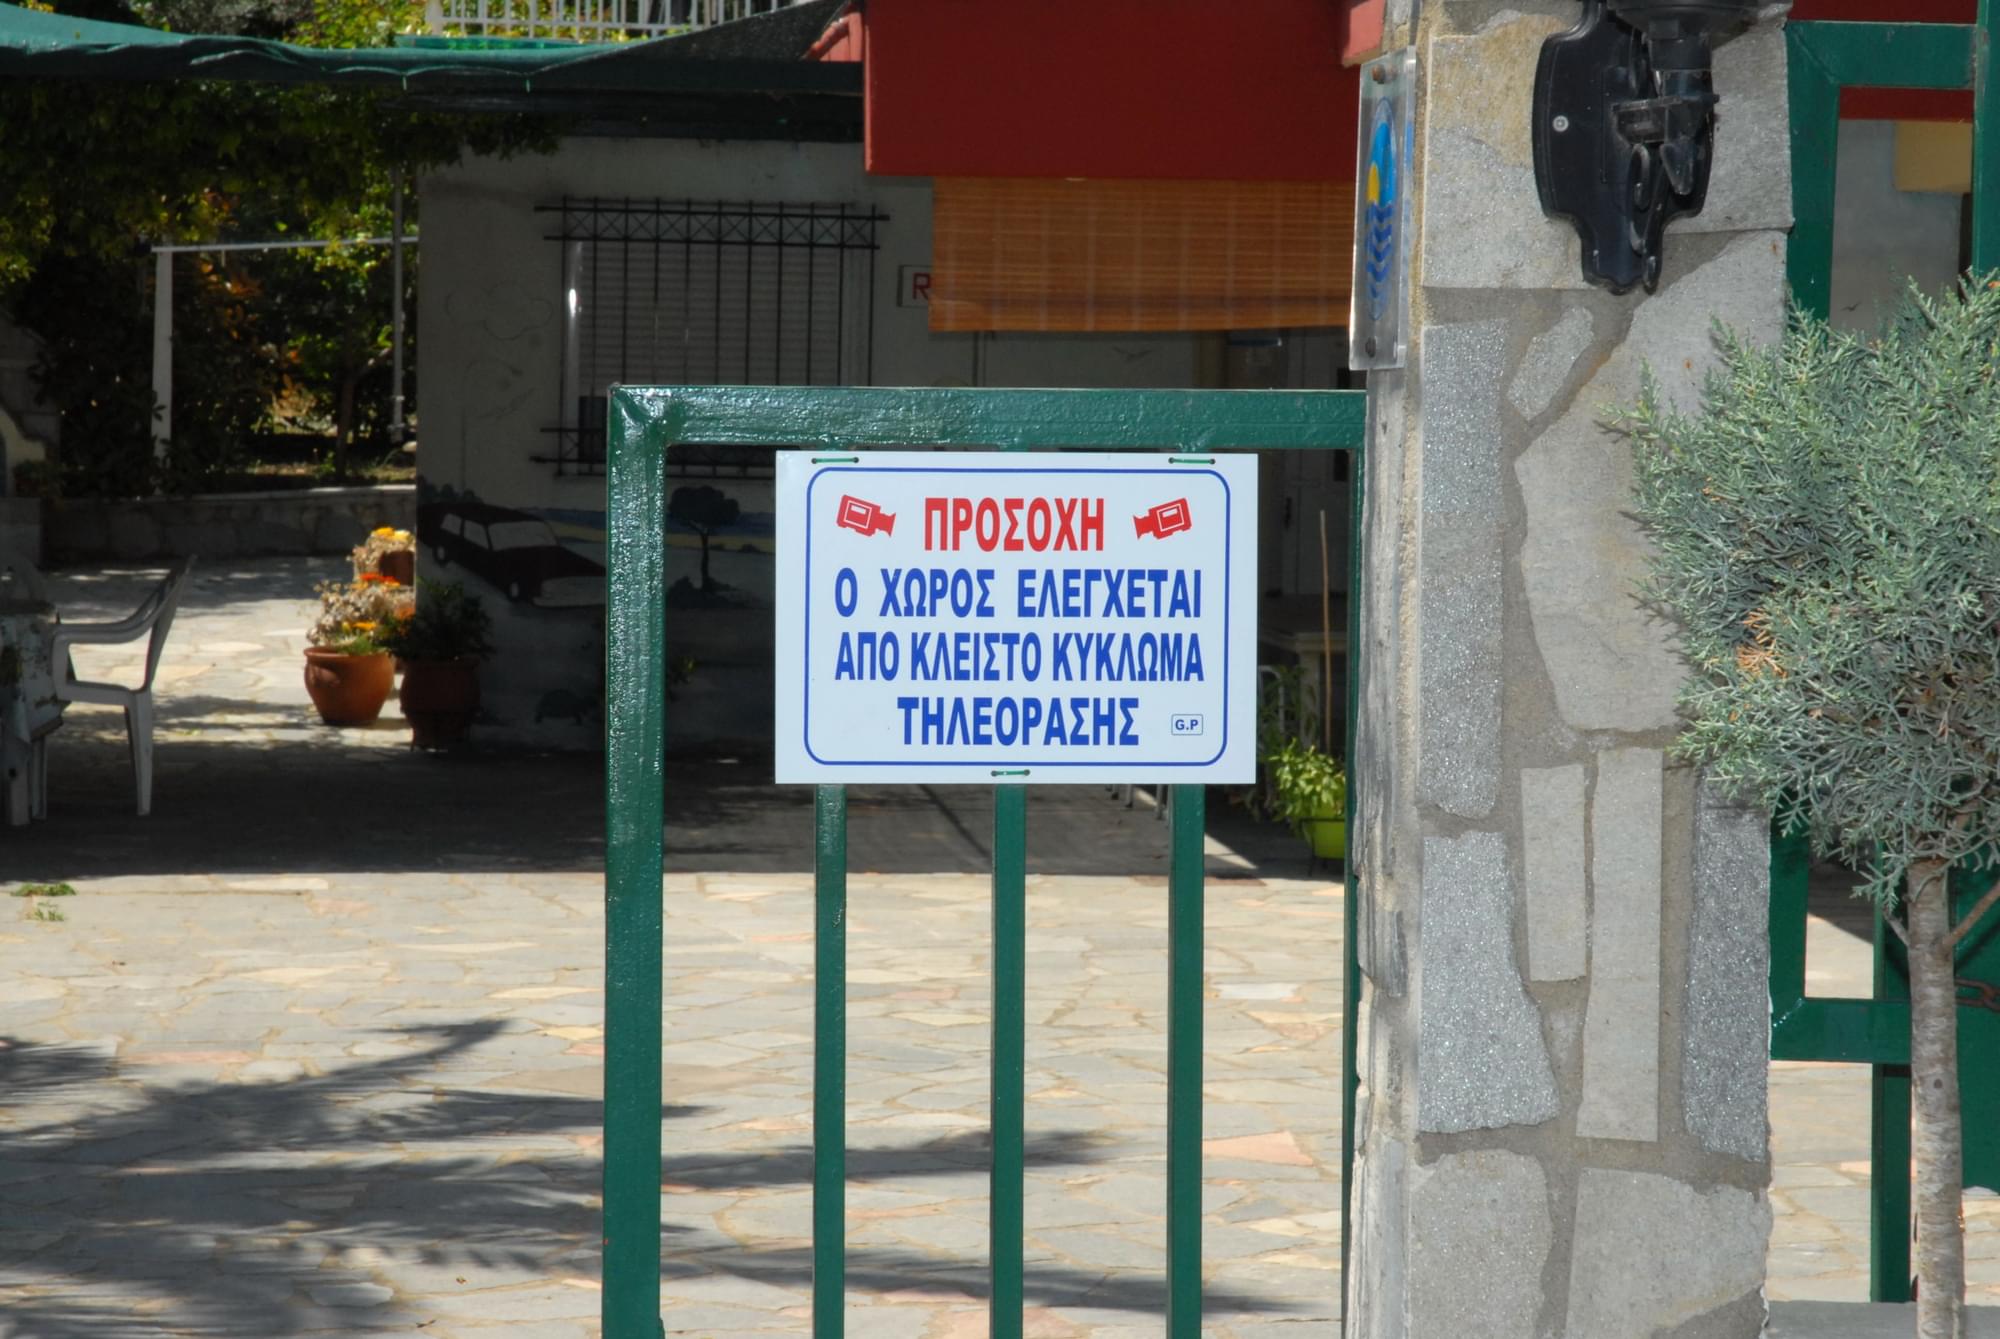 ΠΡΟΣΟΧΗ
Ο ΧΩΡΟΣ ΕΛΕΓΧΕΤΑΙ
ΑΠΟ ΚΛΕΙΣΤΟ ΚΥΚΛΩΜΑ
ΤΗΛΕΟΡΑΣΗΣ
G.P